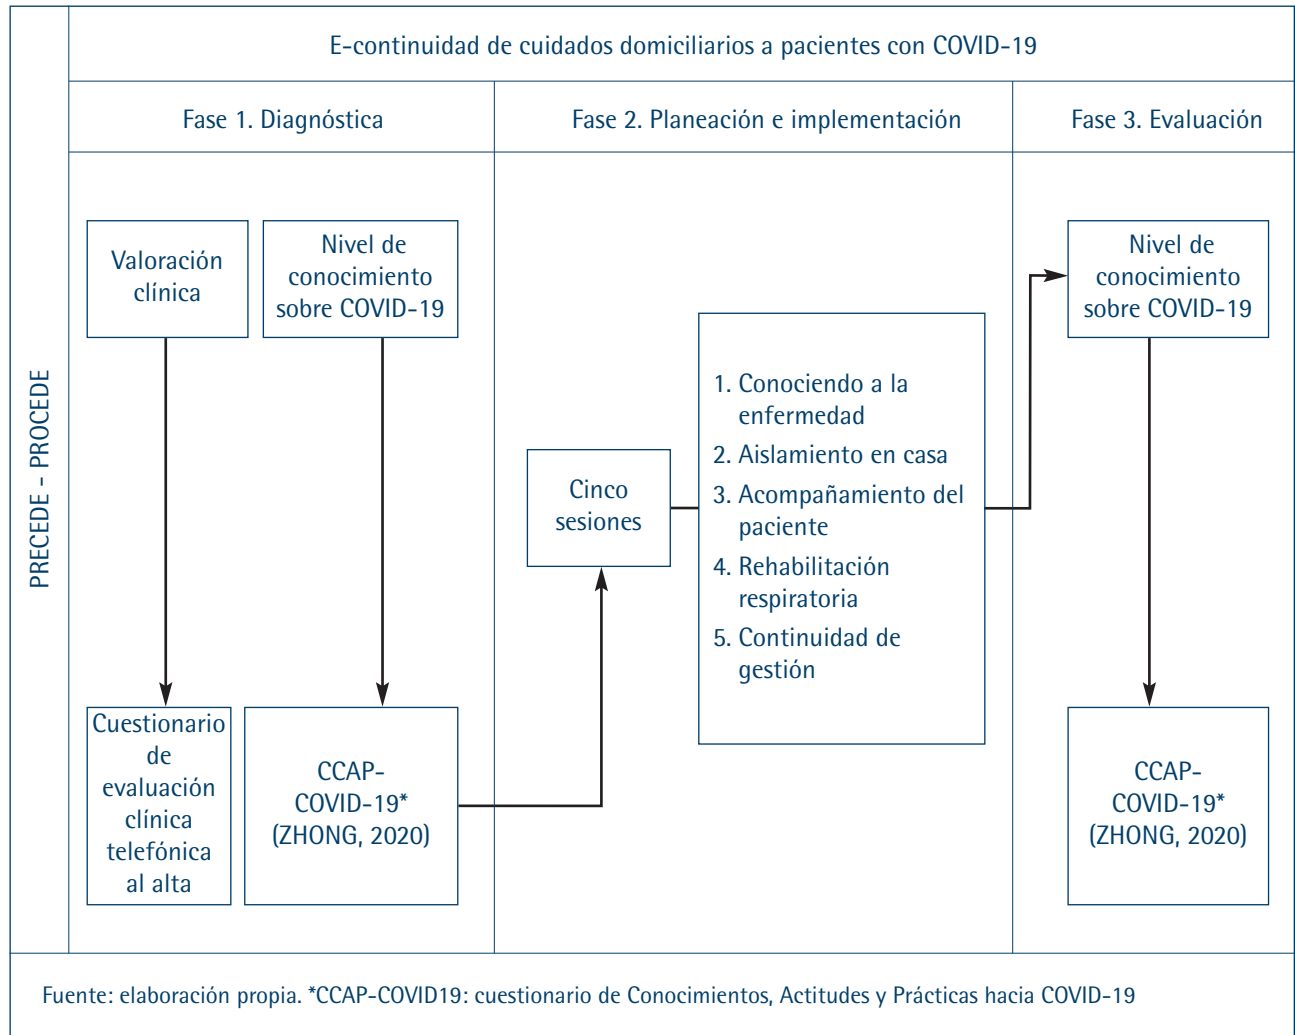 E-continuidad de cuidados domiciliarios a pacientes con COVID-19
PRECEDE - PROCEDE
Fase 1. Diagnóstica
Valoración
clínica
Nivel de
conocimiento
sobre COVID-19
Cuestionario
de
evaluación
clínica
telefónica
al alta
CCAP-
COVID-19*
(ZHONG, 2020)
Fase 2. Planeación e implementación
Cinco
sesiones
1. Conociendo a la
enfermedad
2. Aislamiento en casa
3. Acompañamiento del
paciente
4. Rehabilitación
respiratoria
5. Continuidad de
gestión
Fase 3. Evaluación
Nivel de
conocimiento
sobre COVID-19
CCAP-
COVID-19*
(ZHONG, 2020)
Fuente: elaboración propia. *CCAP-COVID19: cuestionario de Conocimientos, Actitudes y Prácticas hacia COVID-19